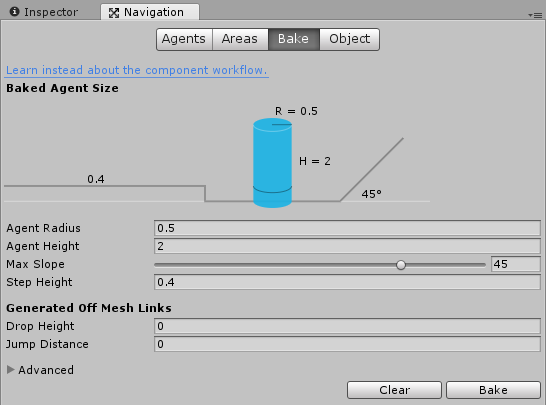 Inspector Navigation
Agents Areas Bake Object
Learn instead about the component workflow.
Baked Agent Size
R = 0.5
H = 2
0.4
45°
Agent Radius 0.5
Agent Height 2
Max Slope 45
Step Height 0.4
Generated Off Mesh Links
Drop Height 0
Jump Distance 0
Advanced
Clear Bake